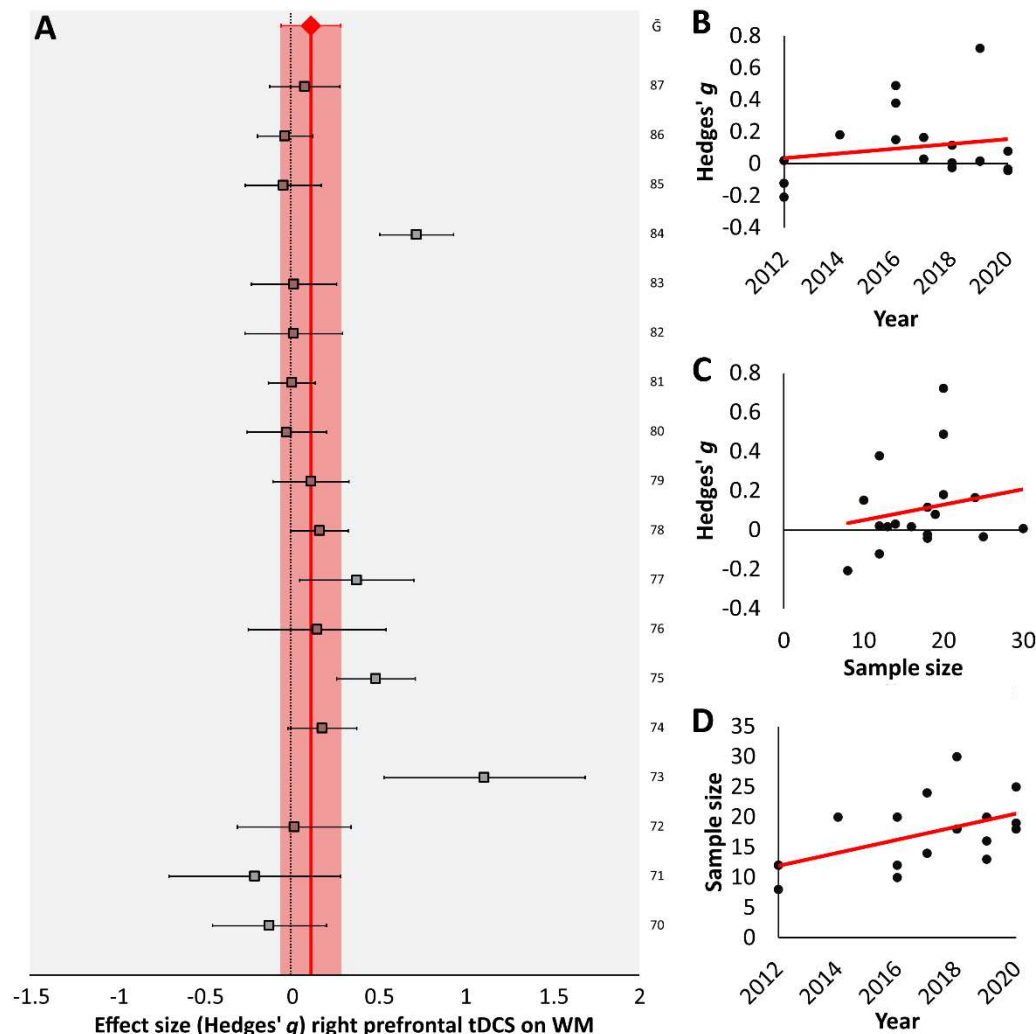 A
Ḡ
87
86
85
84
83
82
81
80
79
78
77
76
75
74
73
72
71
70
-1.5 -1 -0.5 0 0.5 1 1.5 2
Effect size (Hedges' g) right prefrontal tDCS on WM
B
Hedges' g
0.8
0.6
0.4
0.2
0
-0.2
-0.4
2012 2014 2016 2018 2020
Year
C
Hedges' g
0.8
0.6
0.4
0.2
0
-0.2
-0.4
0 10 20 30
Sample size
D
Sample size
35
30
25
20
15
10
5
0
2012 2014 2016 2018 2020
Year